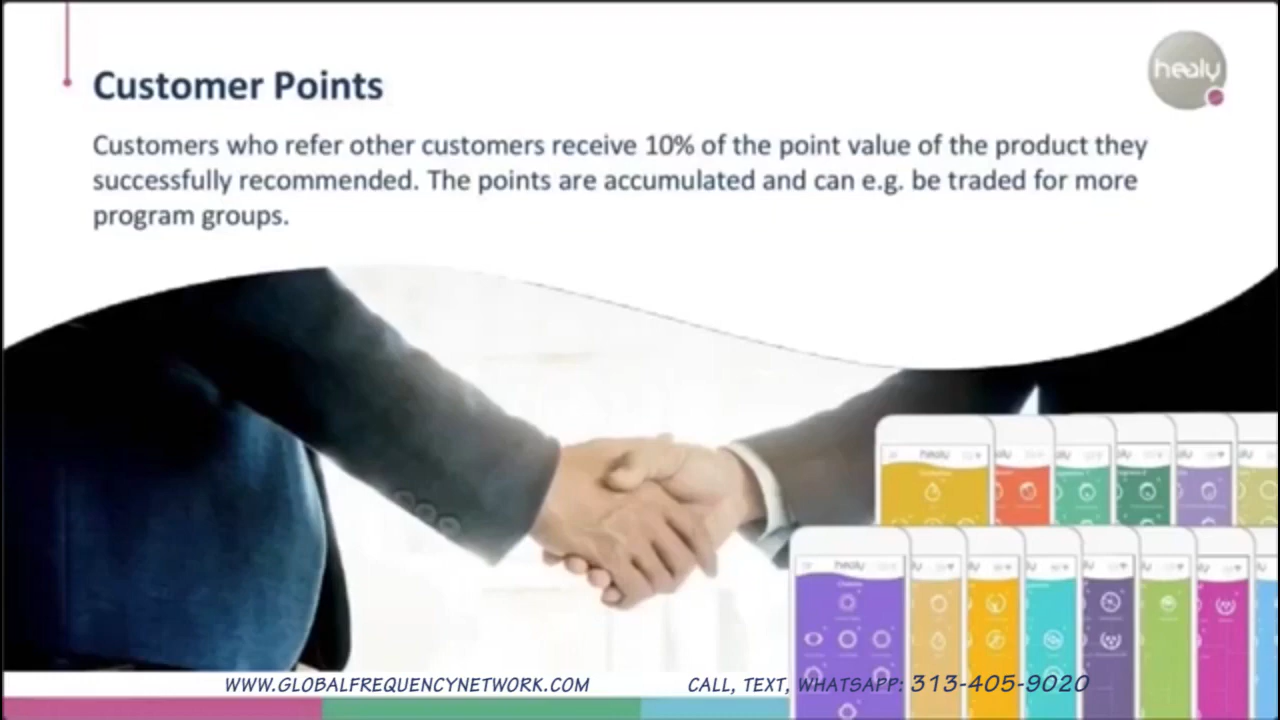 Customer Points
healy
Customers who refer other customers receive 10% of the point value of the product they
successfully recommended. The points are accumulated and can e.g. be traded for more
program groups.
healy
healy
WWW.GLOBALFREQUENCYNETWORK.COM
CALL, TEXT, WHATSAPP: 313-405-9020